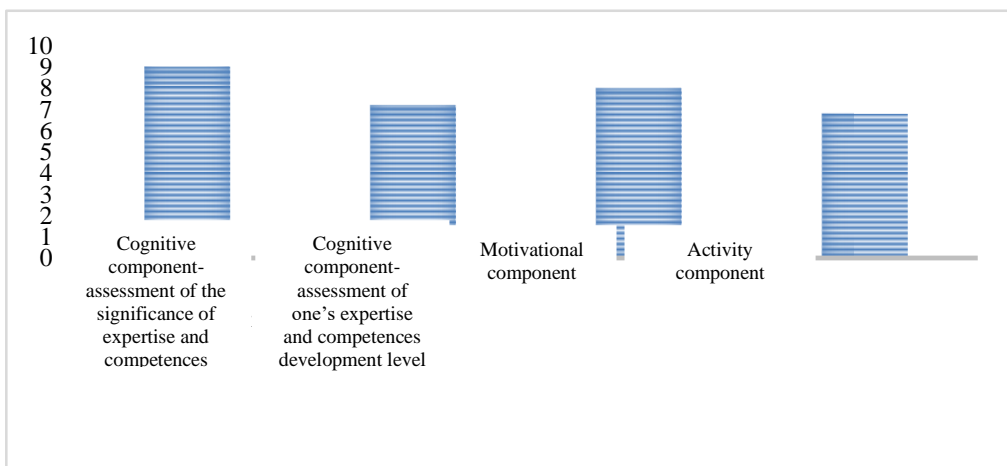 10
9
8
7
6
5
4
3
2
1
0
Cognitive
component-
assessment of the
significance of
expertise and
competences
Cognitive
component-
assessment of
one's expertise
and competences
development level
Motivational
component
Activity
component